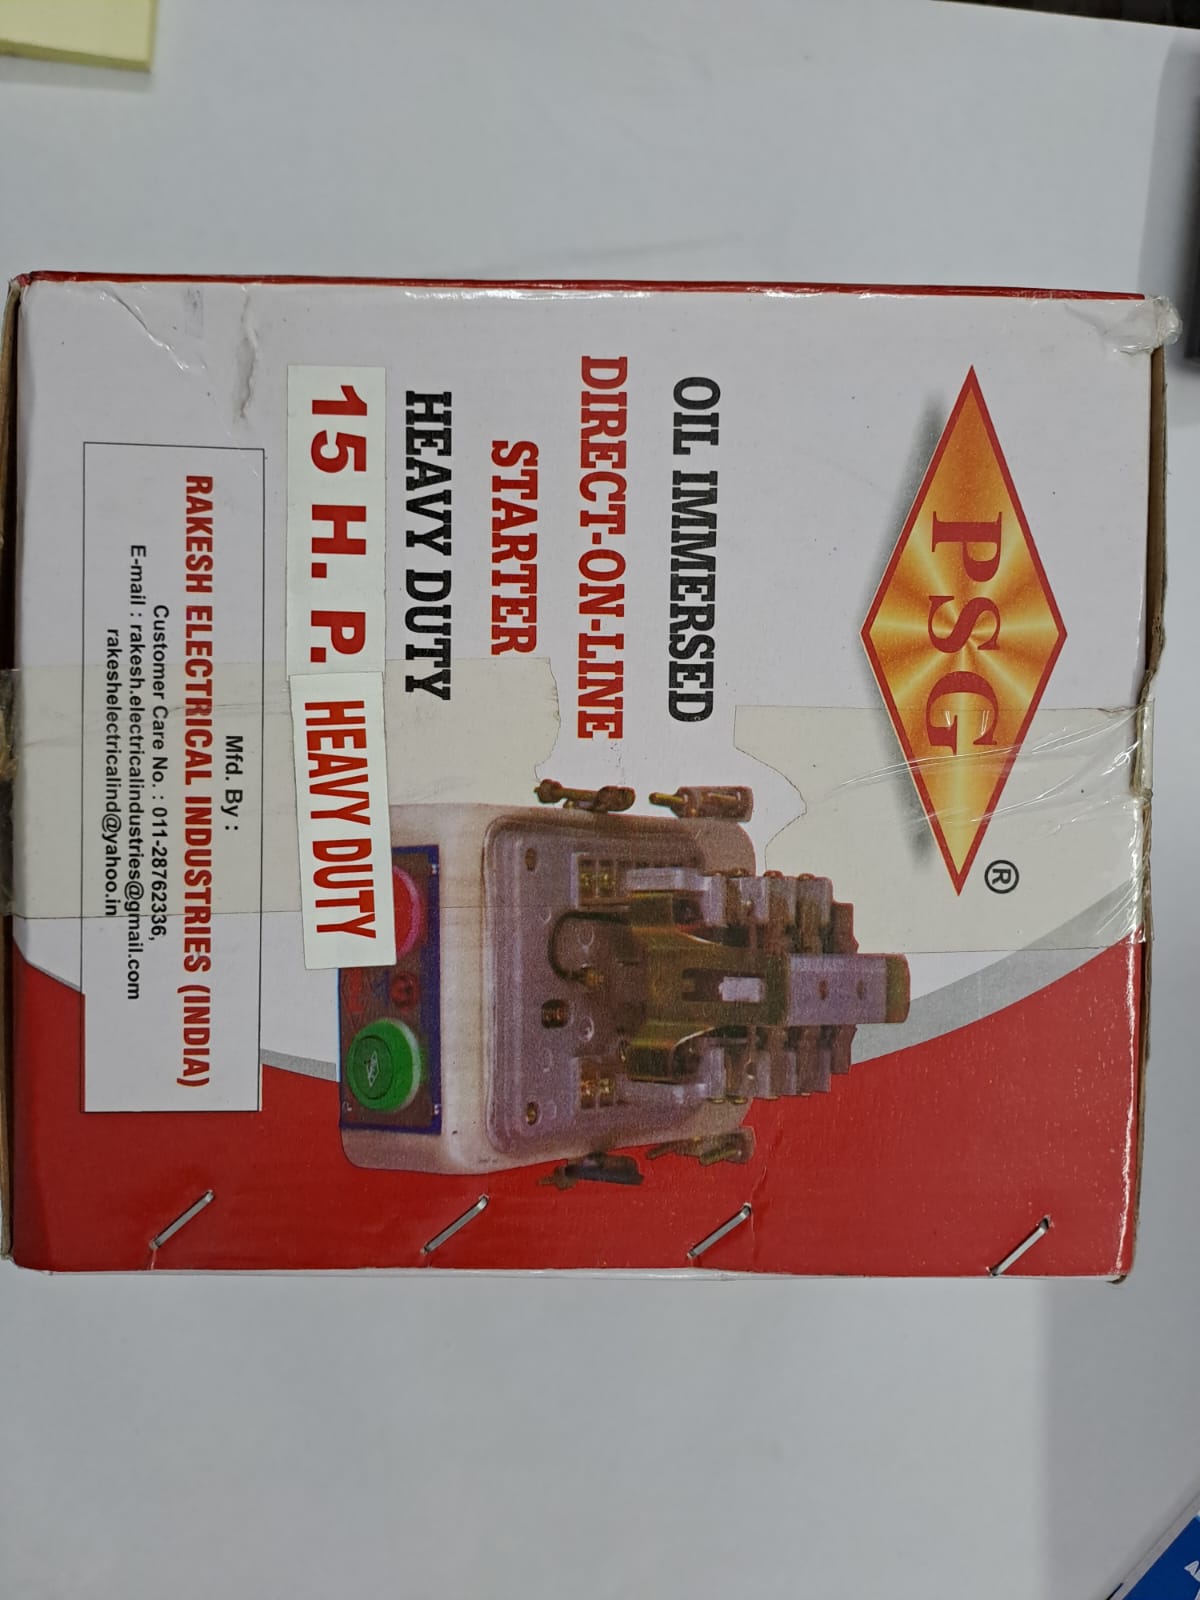 PSG
®
OIL IMMERSED
DIRECT-ON-LINE
STARTER
HEAVY DUTY
15 H. P. HEAVY DUTY
Mfd. By :
RAKESH ELECTRICAL INDUSTRIES (INDIA)
Customer Care No. : 011-28762336,
E-mail : rakesh.electricalindustries@gmail.com
rakeshelectricalind@yahoo.in